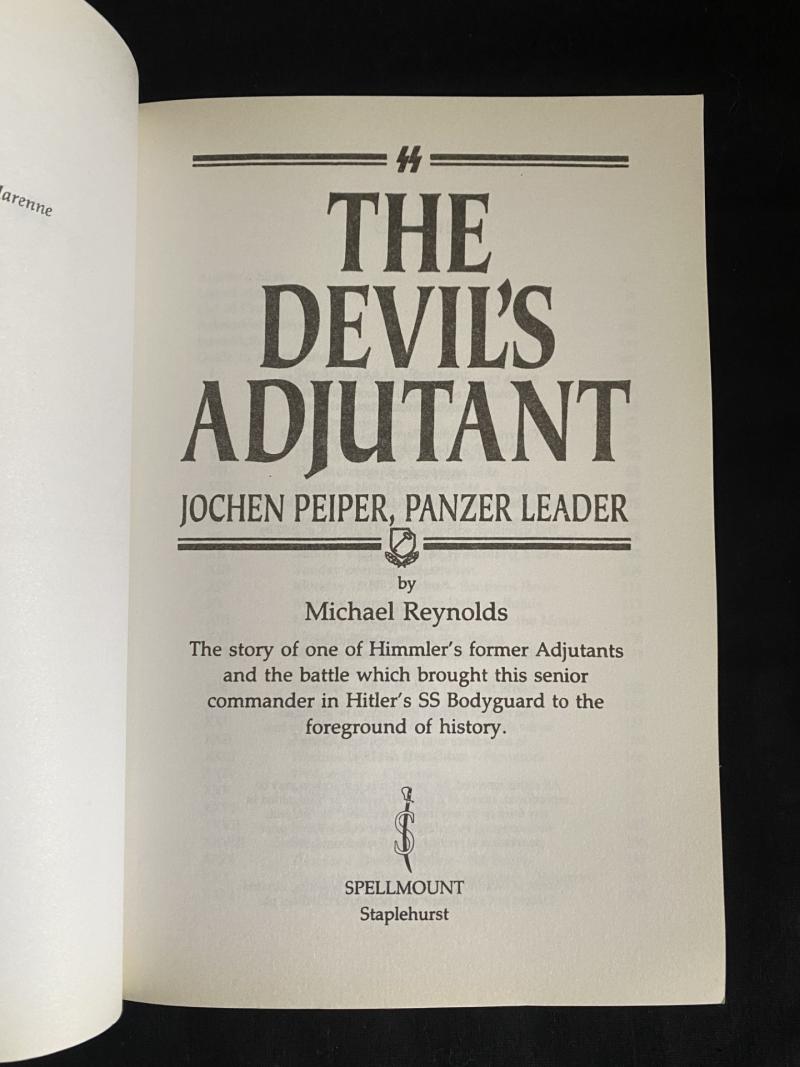 larenne
THE
DEVIL'S
ADJUTANT
JOCHEN PEIPER, PANZER LEADER
by
Michael Reynolds
The story of one of Himmler's former Adjutants
and the battle which brought this senior
commander in Hitler's SS Bodyguard to the
foreground of history.
S
SPELLMOUNT
Staplehurst